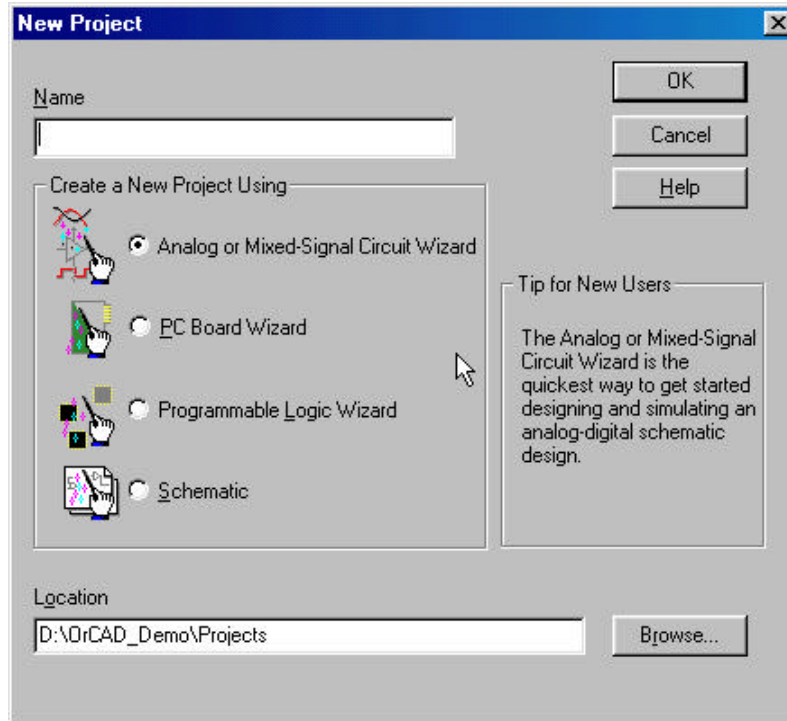 New Project
Name
OK
Cancel
Help
Create a New Project Using
Analog or Mixed-Signal Circuit Wizard
PC Board Wizard
Programmable Logic Wizard
Schematic
Tip for New Users
The Analog or Mixed-Signal
Circuit Wizard is the
quickest way to get started
designing and simulating an
analog-digital schematic
design.
Location
D:\OrCAD_Demo\Projects
Browse...